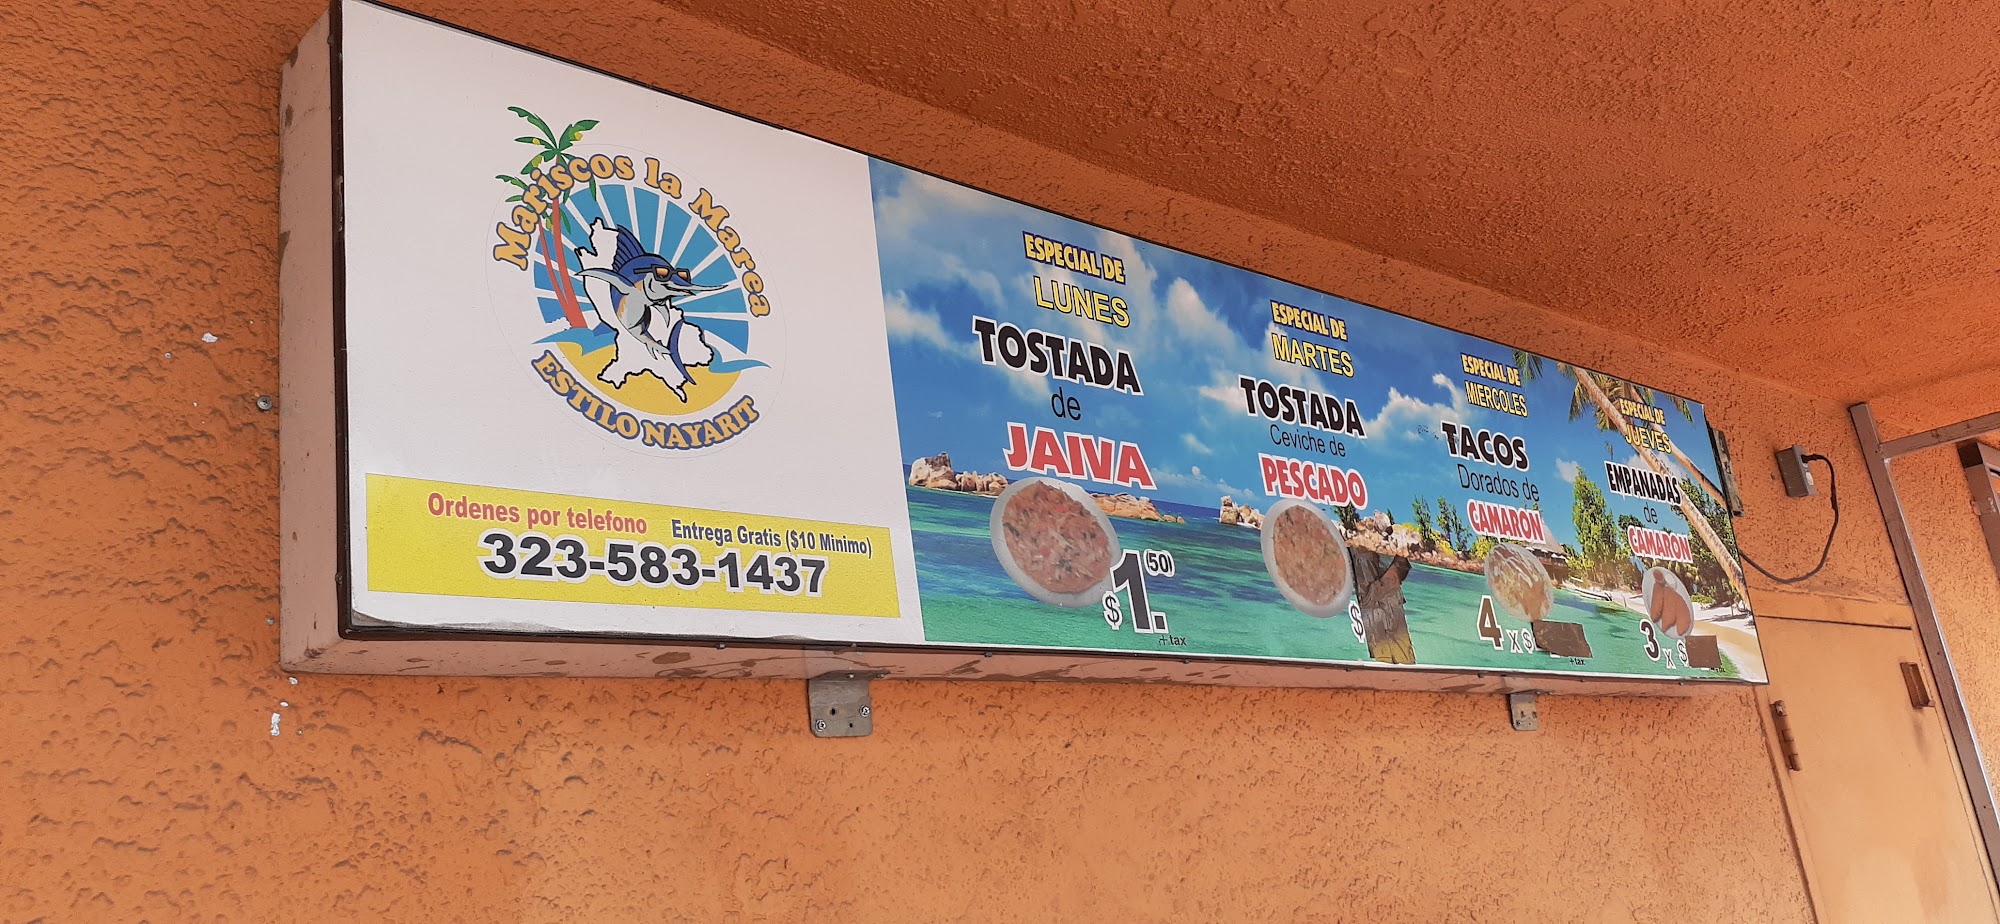 Mariscos la Marea
ESTILO NAYARIT
Ordenes por telefono
Entrega Gratis ($10 Minimo)
323-583-1437
ESPECIAL DE
LUNES
TOSTADA
de
JAIVA
$1.(50)
+tax
ESPECIAL DE
MARTES
TOSTADA
Ceviche de
PESCADO
$
ESPECIAL DE
MIERCOLES
TACOS
Dorados de
CAMARON
4 x $
+tax
ESPECIAL DE
JUEVES
EMPANADAS
de
CAMARON
3 x $